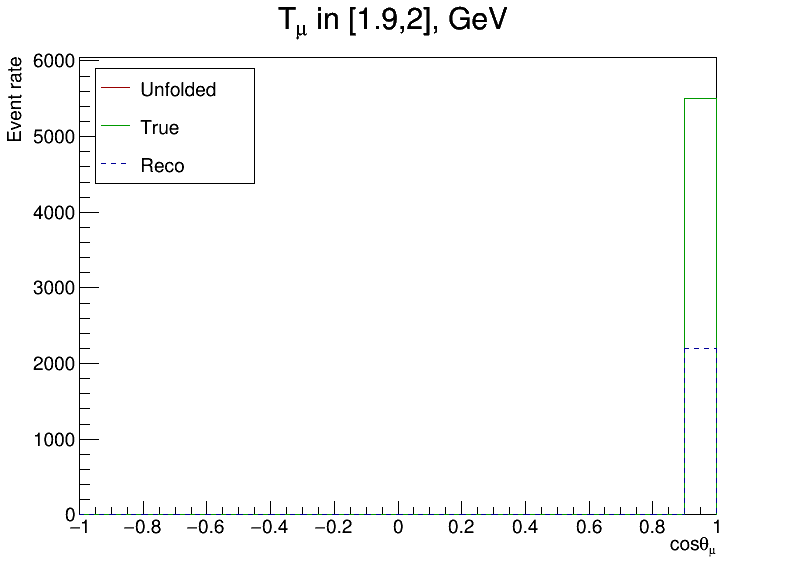 Tμ in [1.9,2], GeV
Event rate
6000
5000
4000
3000
2000
1000
0
Unfolded
True
Reco
−1 −0.8 −0.6 −0.4 −0.2 0 0.2 0.4 0.6 0.8 1
cosθμ